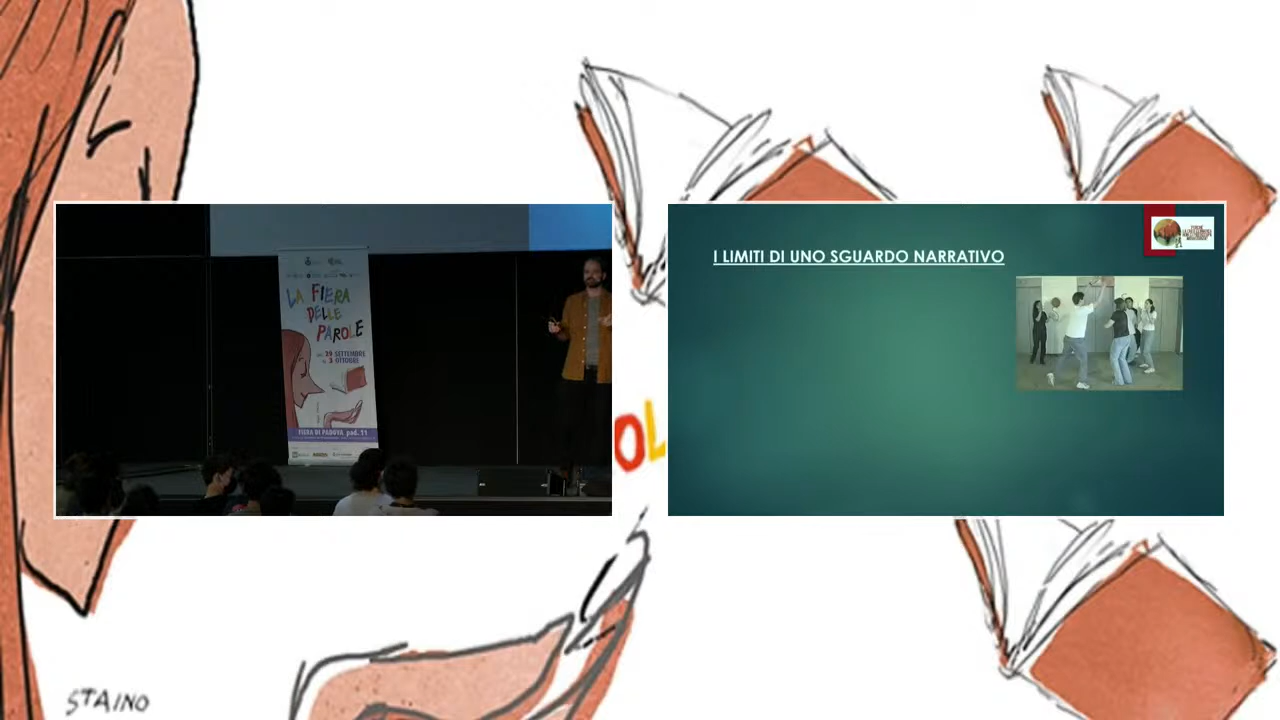 LA FIERA
DELLE
PAROLE
29 SETTEMBRE
3 OTTOBRE
FIERA DI PADOVA, pad. 11
OL
I LIMITI DI UNO SGUARDO NARRATIVO
STAINO